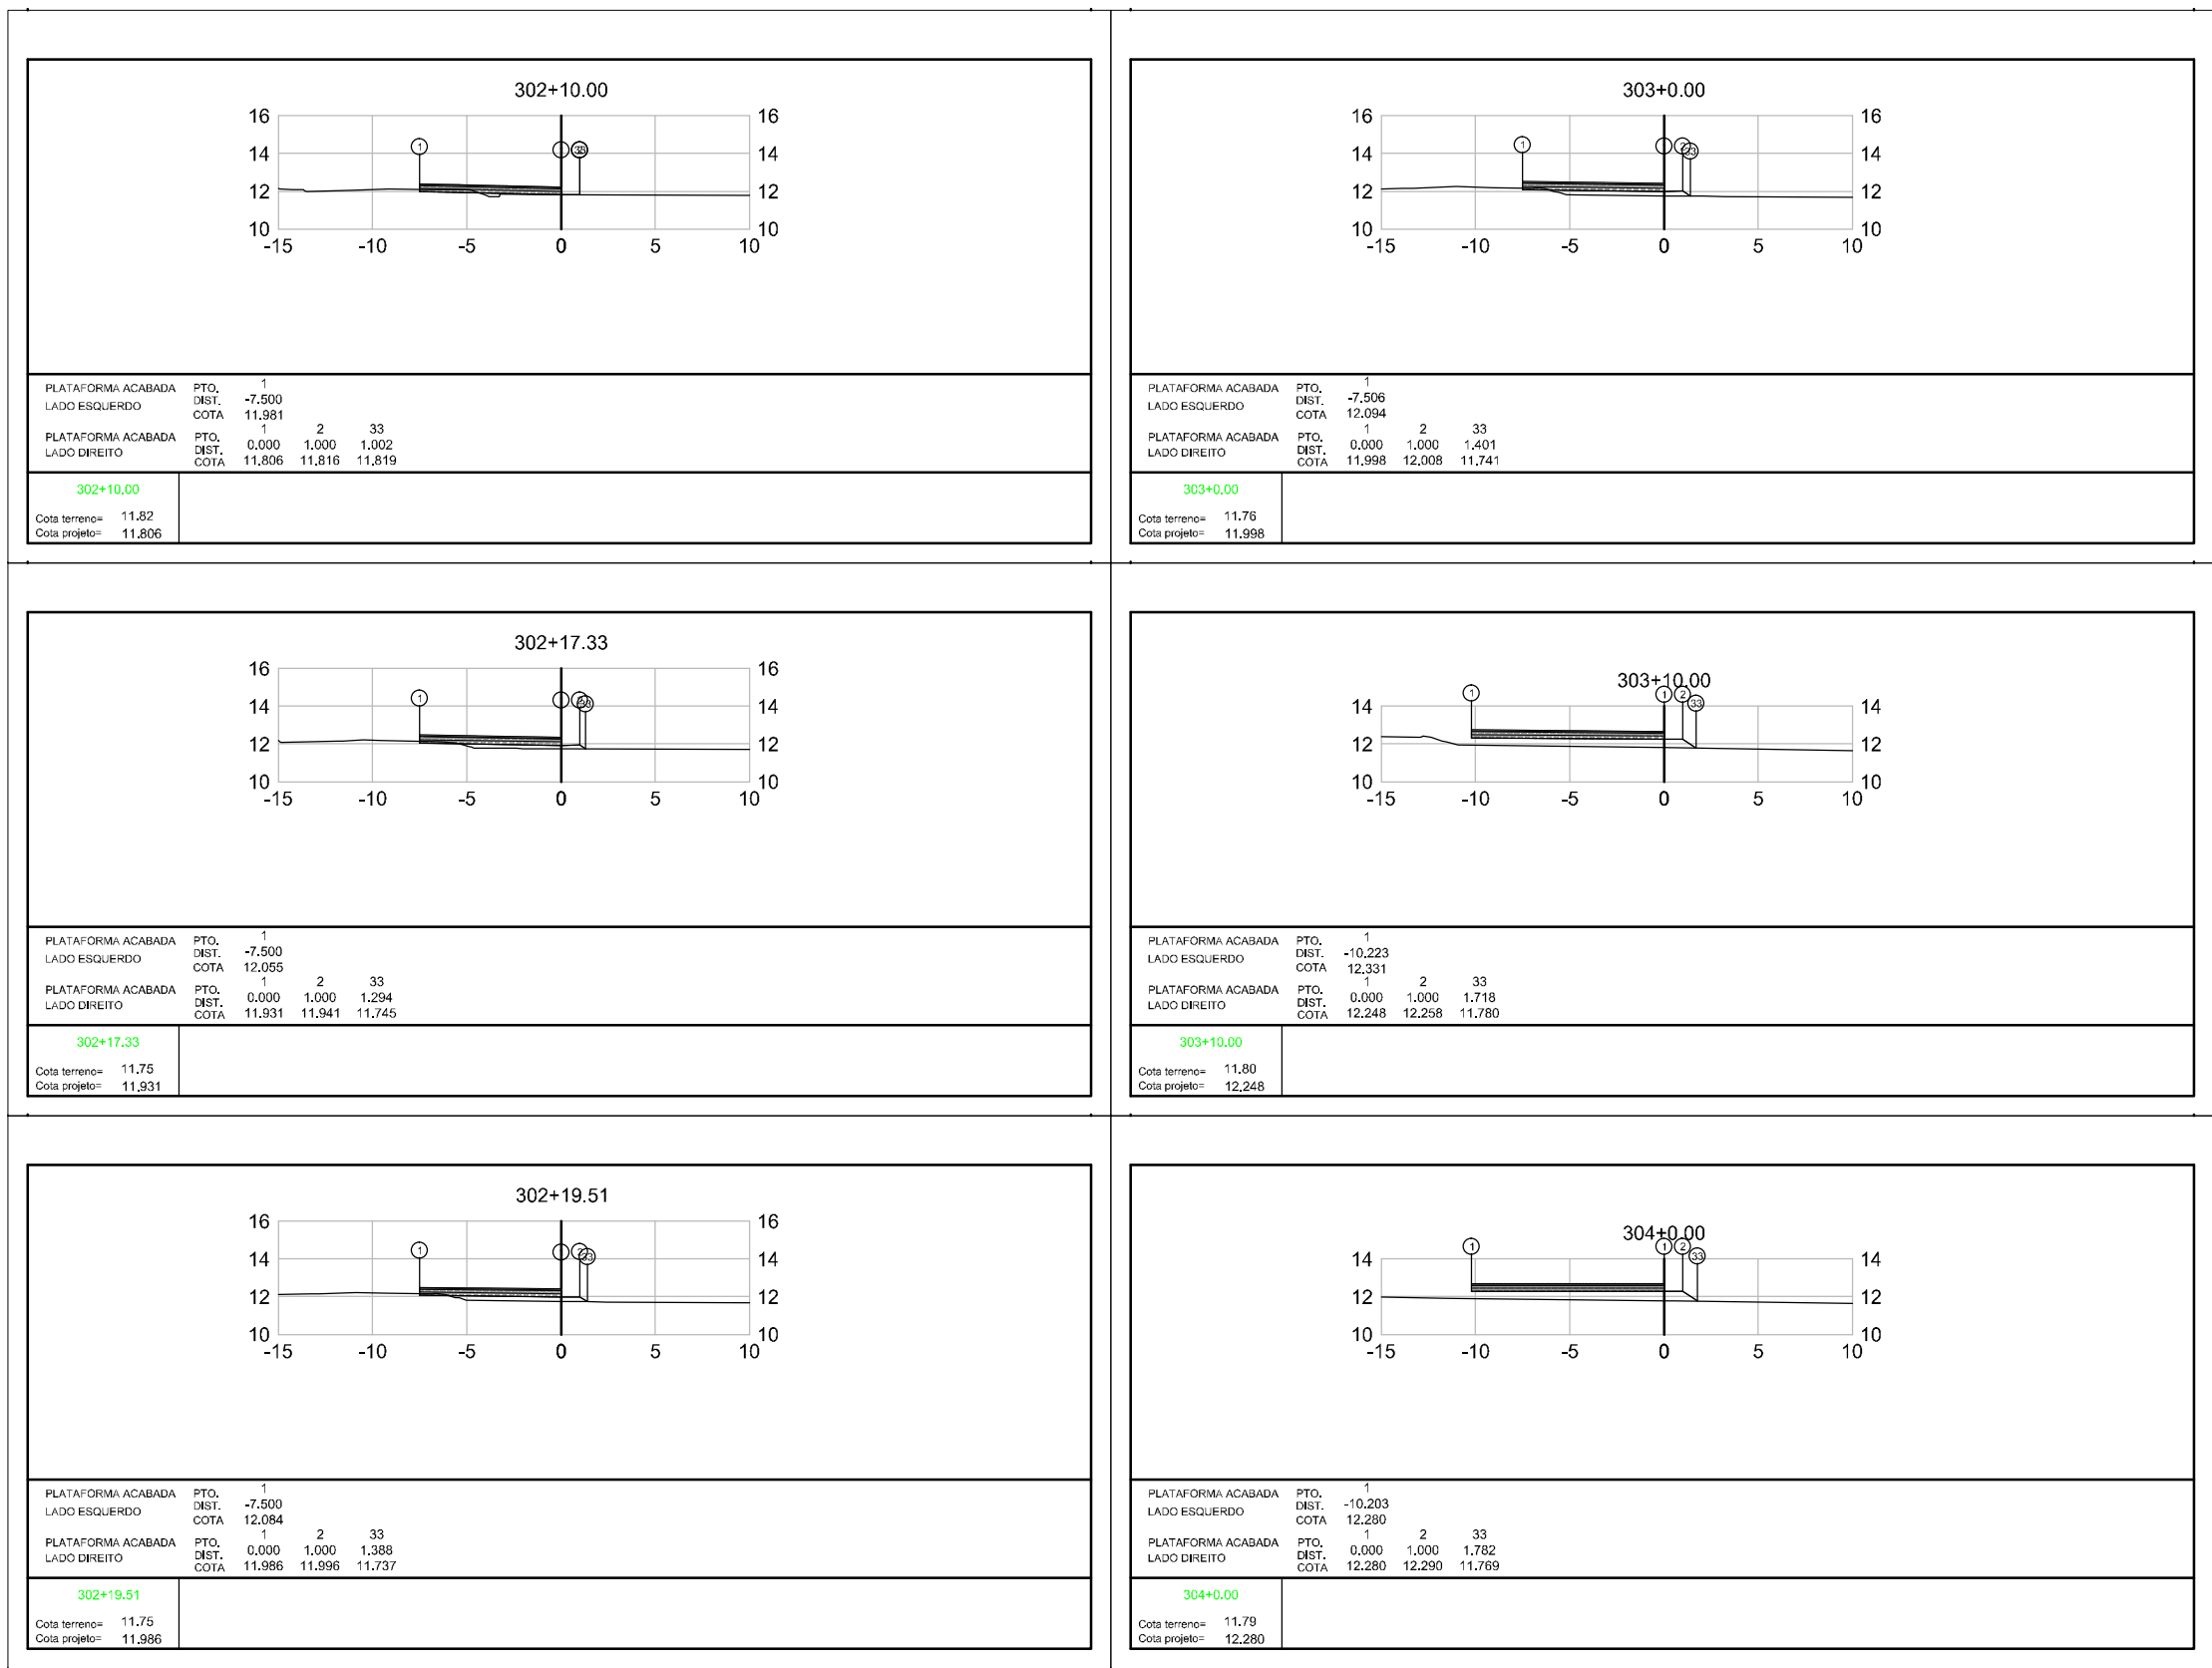 302+10.00
16 16
14 14
12 12
10 10
-15 -10 -5 0 5 10
1
33
PLATAFORMA ACABADA PTO. 1
LADO ESQUERDO DIST. -7.500
COTA 11.981
PLATAFORMA ACABADA PTO. 1 2 33
LADO DIREITO DIST. 0.000 1.000 1.002
COTA 11.806 11.816 11.819
302+10.00
Cota terreno= 11.82
Cota projeto= 11.806
303+0.00
16 16
14 14
12 12
10 10
-15 -10 -5 0 5 10
1 2
33
PLATAFORMA ACABADA PTO. 1
LADO ESQUERDO DIST. -7.506
COTA 12.094
PLATAFORMA ACABADA PTO. 1 2 33
LADO DIREITO DIST. 0.000 1.000 1.401
COTA 11.998 12.008 11.741
303+0.00
Cota terreno= 11.76
Cota projeto= 11.998
302+17.33
16 16
14 14
12 12
10 10
-15 -10 -5 0 5 10
1 2
33
PLATAFORMA ACABADA PTO. 1
LADO ESQUERDO DIST. -7.500
COTA 12.055
PLATAFORMA ACABADA PTO. 1 2 33
LADO DIREITO DIST. 0.000 1.000 1.294
COTA 11.931 11.941 11.745
302+17.33
Cota terreno= 11.75
Cota projeto= 11.931
303+10.00
1 1 2
33
14 14
12 12
10 10
-15 -10 -5 0 5 10
PLATAFORMA ACABADA PTO. 1
LADO ESQUERDO DIST. -10.223
COTA 12.331
PLATAFORMA ACABADA PTO. 1 2 33
LADO DIREITO DIST. 0.000 1.000 1.718
COTA 12.248 12.258 11.780
303+10.00
Cota terreno= 11.80
Cota projeto= 12.248
302+19.51
16 16
14 14
12 12
10 10
-15 -10 -5 0 5 10
1 2
33
PLATAFORMA ACABADA PTO. 1
LADO ESQUERDO DIST. -7.500
COTA 12.084
PLATAFORMA ACABADA PTO. 1 2 33
LADO DIREITO DIST. 0.000 1.000 1.388
COTA 11.986 11.996 11.737
302+19.51
Cota terreno= 11.75
Cota projeto= 11.986
304+0.00
1 1 2
33
14 14
12 12
10 10
-15 -10 -5 0 5 10
PLATAFORMA ACABADA PTO. 1
LADO ESQUERDO DIST. -10.203
COTA 12.280
PLATAFORMA ACABADA PTO. 1 2 33
LADO DIREITO DIST. 0.000 1.000 1.782
COTA 12.280 12.290 11.769
304+0.00
Cota terreno= 11.79
Cota projeto= 12.280